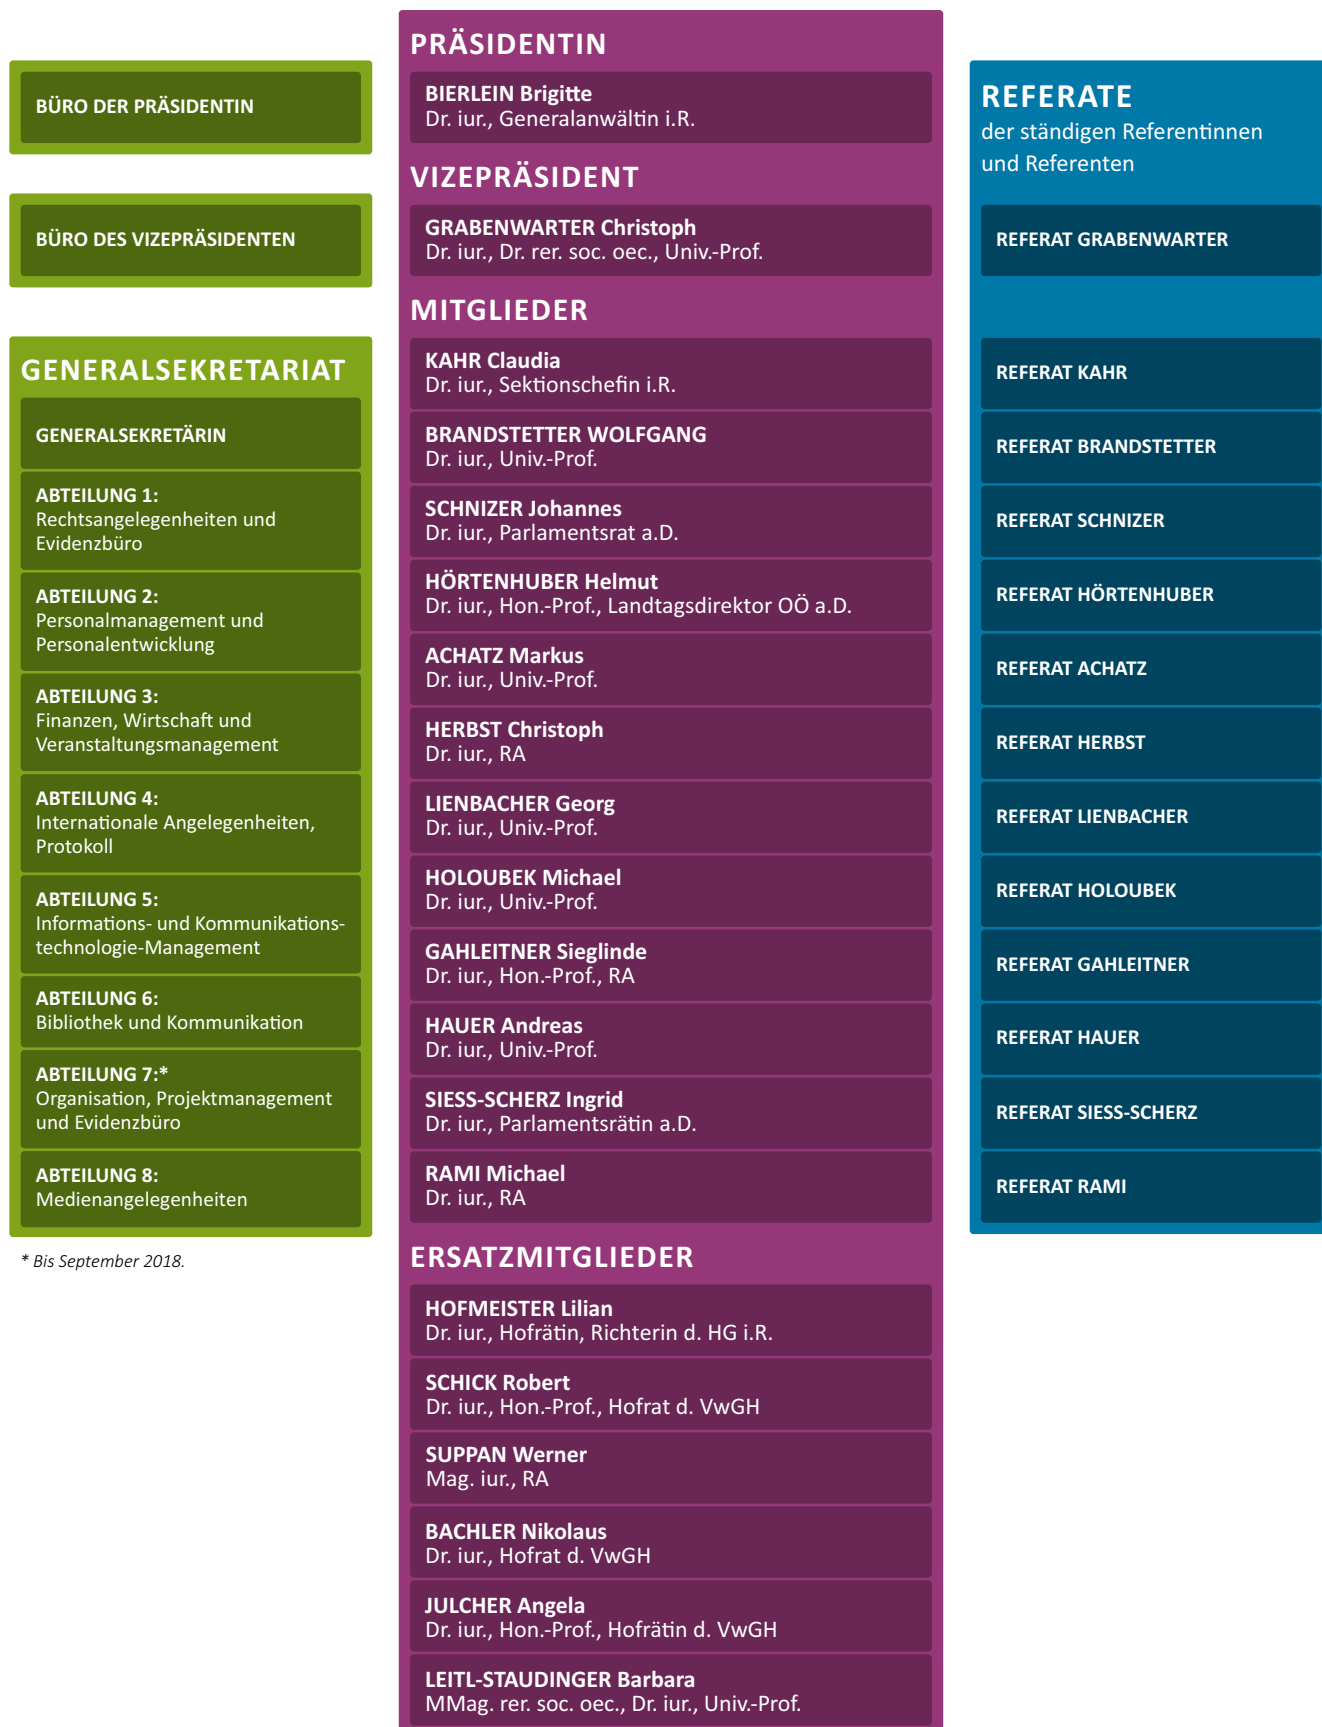 BÜRO DER PRÄSIDENTIN
BÜRO DES VIZEPRÄSIDENTEN
GENERALSEKRETARIAT
GENERALSEKRETÄRIN
ABTEILUNG 1:
Rechtsangelegenheiten und
Evidenzbüro
ABTEILUNG 2:
Personalmanagement und
Personalentwicklung
ABTEILUNG 3:
Finanzen, Wirtschaft und
Veranstaltungsmanagement
ABTEILUNG 4:
Internationale Angelegenheiten,
Protokoll
ABTEILUNG 5:
Informations- und Kommunikations-
technologie-Management
ABTEILUNG 6:
Bibliothek und Kommunikation
ABTEILUNG 7:*
Organisation, Projektmanagement
und Evidenzbüro
ABTEILUNG 8:
Medienangelegenheiten
* Bis September 2018.
PRÄSIDENTIN
BIERLEIN Brigitte
Dr. iur., Generalanwältin i.R.
VIZEPRÄSIDENT
GRABENWARTER Christoph
Dr. iur., Dr. rer. soc. oec., Univ.-Prof.
MITGLIEDER
KAHR Claudia
Dr. iur., Sektionschefin i.R.
BRANDSTETTER WOLFGANG
Dr. iur., Univ.-Prof.
SCHNIZER Johannes
Dr. iur., Parlamentsrat a.D.
HÖRTENHUBER Helmut
Dr. iur., Hon.-Prof., Landtagsdirektor OÖ a.D.
ACHATZ Markus
Dr. iur., Univ.-Prof.
HERBST Christoph
Dr. iur., RA
LIENBACHER Georg
Dr. iur., Univ.-Prof.
HOLOUBEK Michael
Dr. iur., Univ.-Prof.
GAHLEITNER Sieglinde
Dr. iur., Hon.-Prof., RA
HAUER Andreas
Dr. iur., Univ.-Prof.
SIESS-SCHERZ Ingrid
Dr. iur., Parlamentsrätin a.D.
RAMI Michael
Dr. iur., RA
ERSATZMITGLIEDER
HOFMEISTER Lilian
Dr. iur., Hofrätin, Richterin d. HG i.R.
SCHICK Robert
Dr. iur., Hon.-Prof., Hofrat d. VwGH
SUPPAN Werner
Mag. iur., RA
BACHLER Nikolaus
Dr. iur., Hofrat d. VwGH
JULCHER Angela
Dr. iur., Hon.-Prof., Hofrätin d. VwGH
LEITL-STAUDINGER Barbara
MMag. rer. soc. oec., Dr. iur., Univ.-Prof.
REFERATE
der ständigen Referentinnen
und Referenten
REFERAT GRABENWARTER
REFERAT KAHR
REFERAT BRANDSTETTER
REFERAT SCHNIZER
REFERAT HÖRTENHUBER
REFERAT ACHATZ
REFERAT HERBST
REFERAT LIENBACHER
REFERAT HOLOUBEK
REFERAT GAHLEITNER
REFERAT HAUER
REFERAT SIESS-SCHERZ
REFERAT RAMI